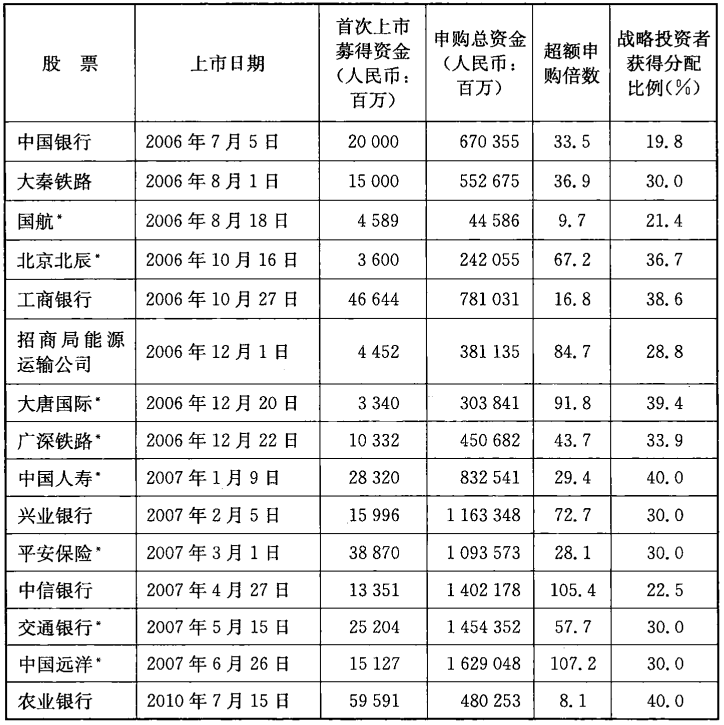 股 票 上市日期 首次上市募得资金(人民币:百万) 申购总资金(人民币:百万) 超额申购倍数 战略投资者获得分配比例(%)
中国银行 2006 年 7 月 5 日 20 000 670 355 33.5 19.8
大秦铁路 2006 年 8 月 1 日 15 000 552 675 36.9 30.0
国航* 2006 年 8 月 18 日 4 589 44 586 9.7 21.4
北京北辰* 2006 年 10 月 16 日 3 600 242 055 67.2 36.7
工商银行 2006 年 10 月 27 日 46 644 781 031 16.8 38.6
招商局能源运输公司 2006 年 12 月 1 日 4 452 381 135 84.7 28.8
大唐国际* 2006 年 12 月 20 日 3 340 303 841 91.8 39.4
广深铁路* 2006 年 12 月 22 日 10 332 450 682 43.7 33.9
中国人寿* 2007 年 1 月 9 日 28 320 832 541 29.4 40.0
兴业银行 2007 年 2 月 5 日 15 996 1 163 348 72.7 30.0
平安保险* 2007 年 3 月 1 日 38 870 1 093 573 28.1 30.0
中信银行 2007 年 4 月 27 日 13 351 1 402 178 105.4 22.5
交通银行* 2007 年 5 月 15 日 25 204 1 454 352 57.7 30.0
中国远洋* 2007 年 6 月 26 日 15 127 1 629 048 107.2 30.0
农业银行 2010 年 7 月 15 日 59 591 480 253 8.1 40.0